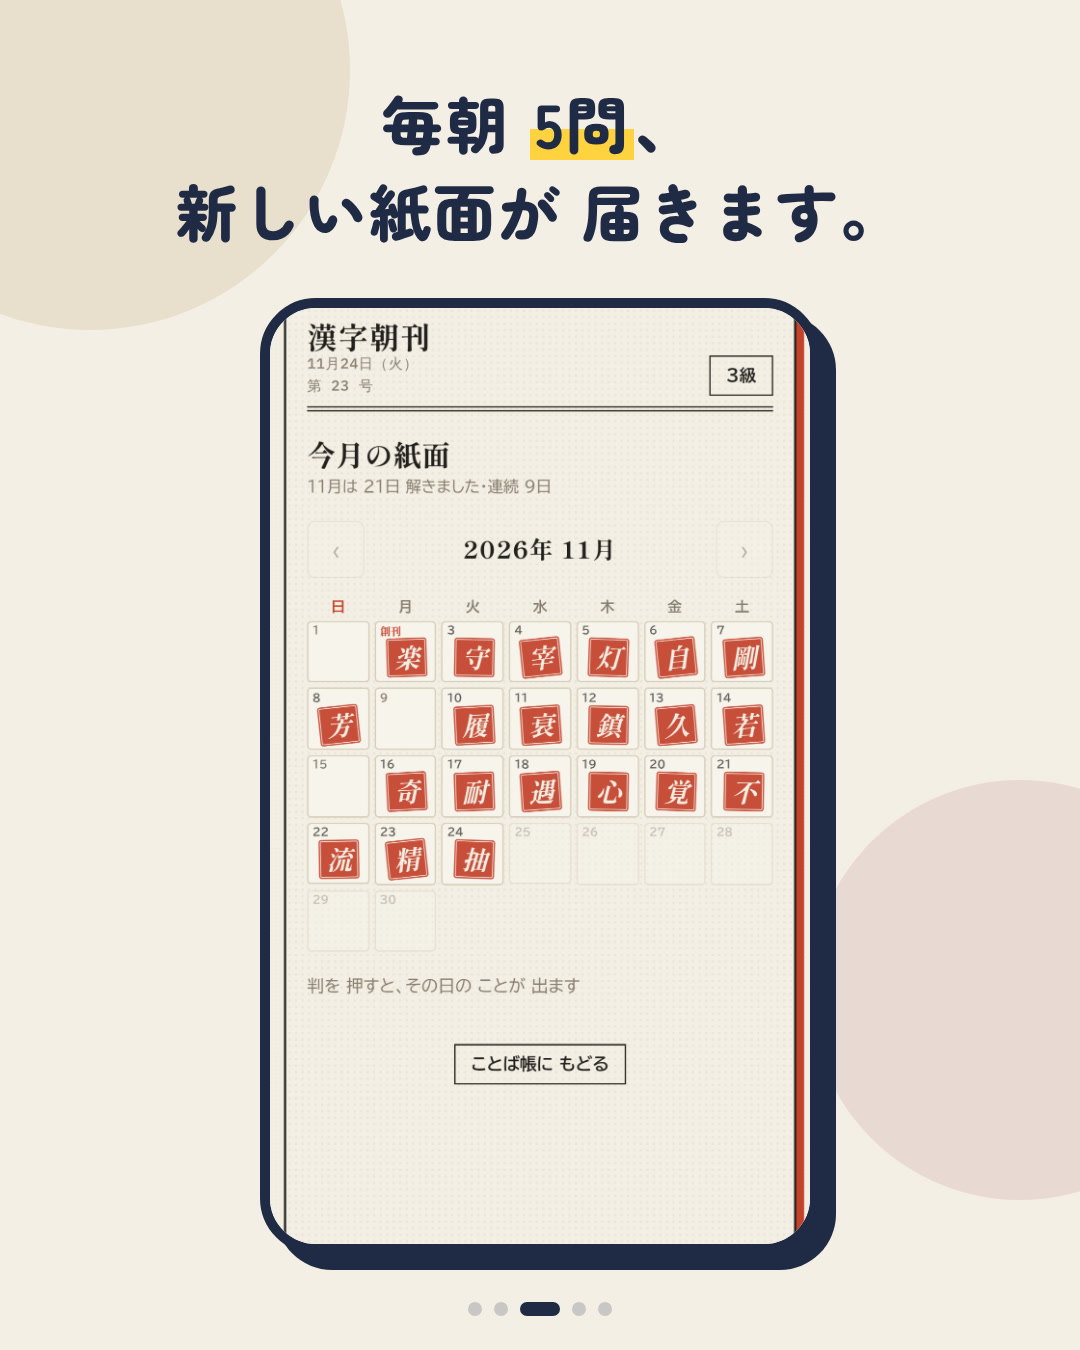 毎朝 5問、
新しい紙面が 届きます。
漢字朝刊
11月24日（火）
第 23 号
3級
今月の紙面
11月は 21日 解きました・連続 9日
‹ 2026年 11月 ›
日 月 火 水 木 金 土
1 創刊 3 4 5 6 7
楽 守 宰 灯 自 剛
8 9 10 11 12 13 14
芳 履 衰 鎮 久 若
15 16 17 18 19 20 21
奇 耐 遇 心 覚 不
22 23 24 25 26 27 28
流 精 抽
29 30
判を 押すと、その日の ことが 出ます
ことば帳に もどる